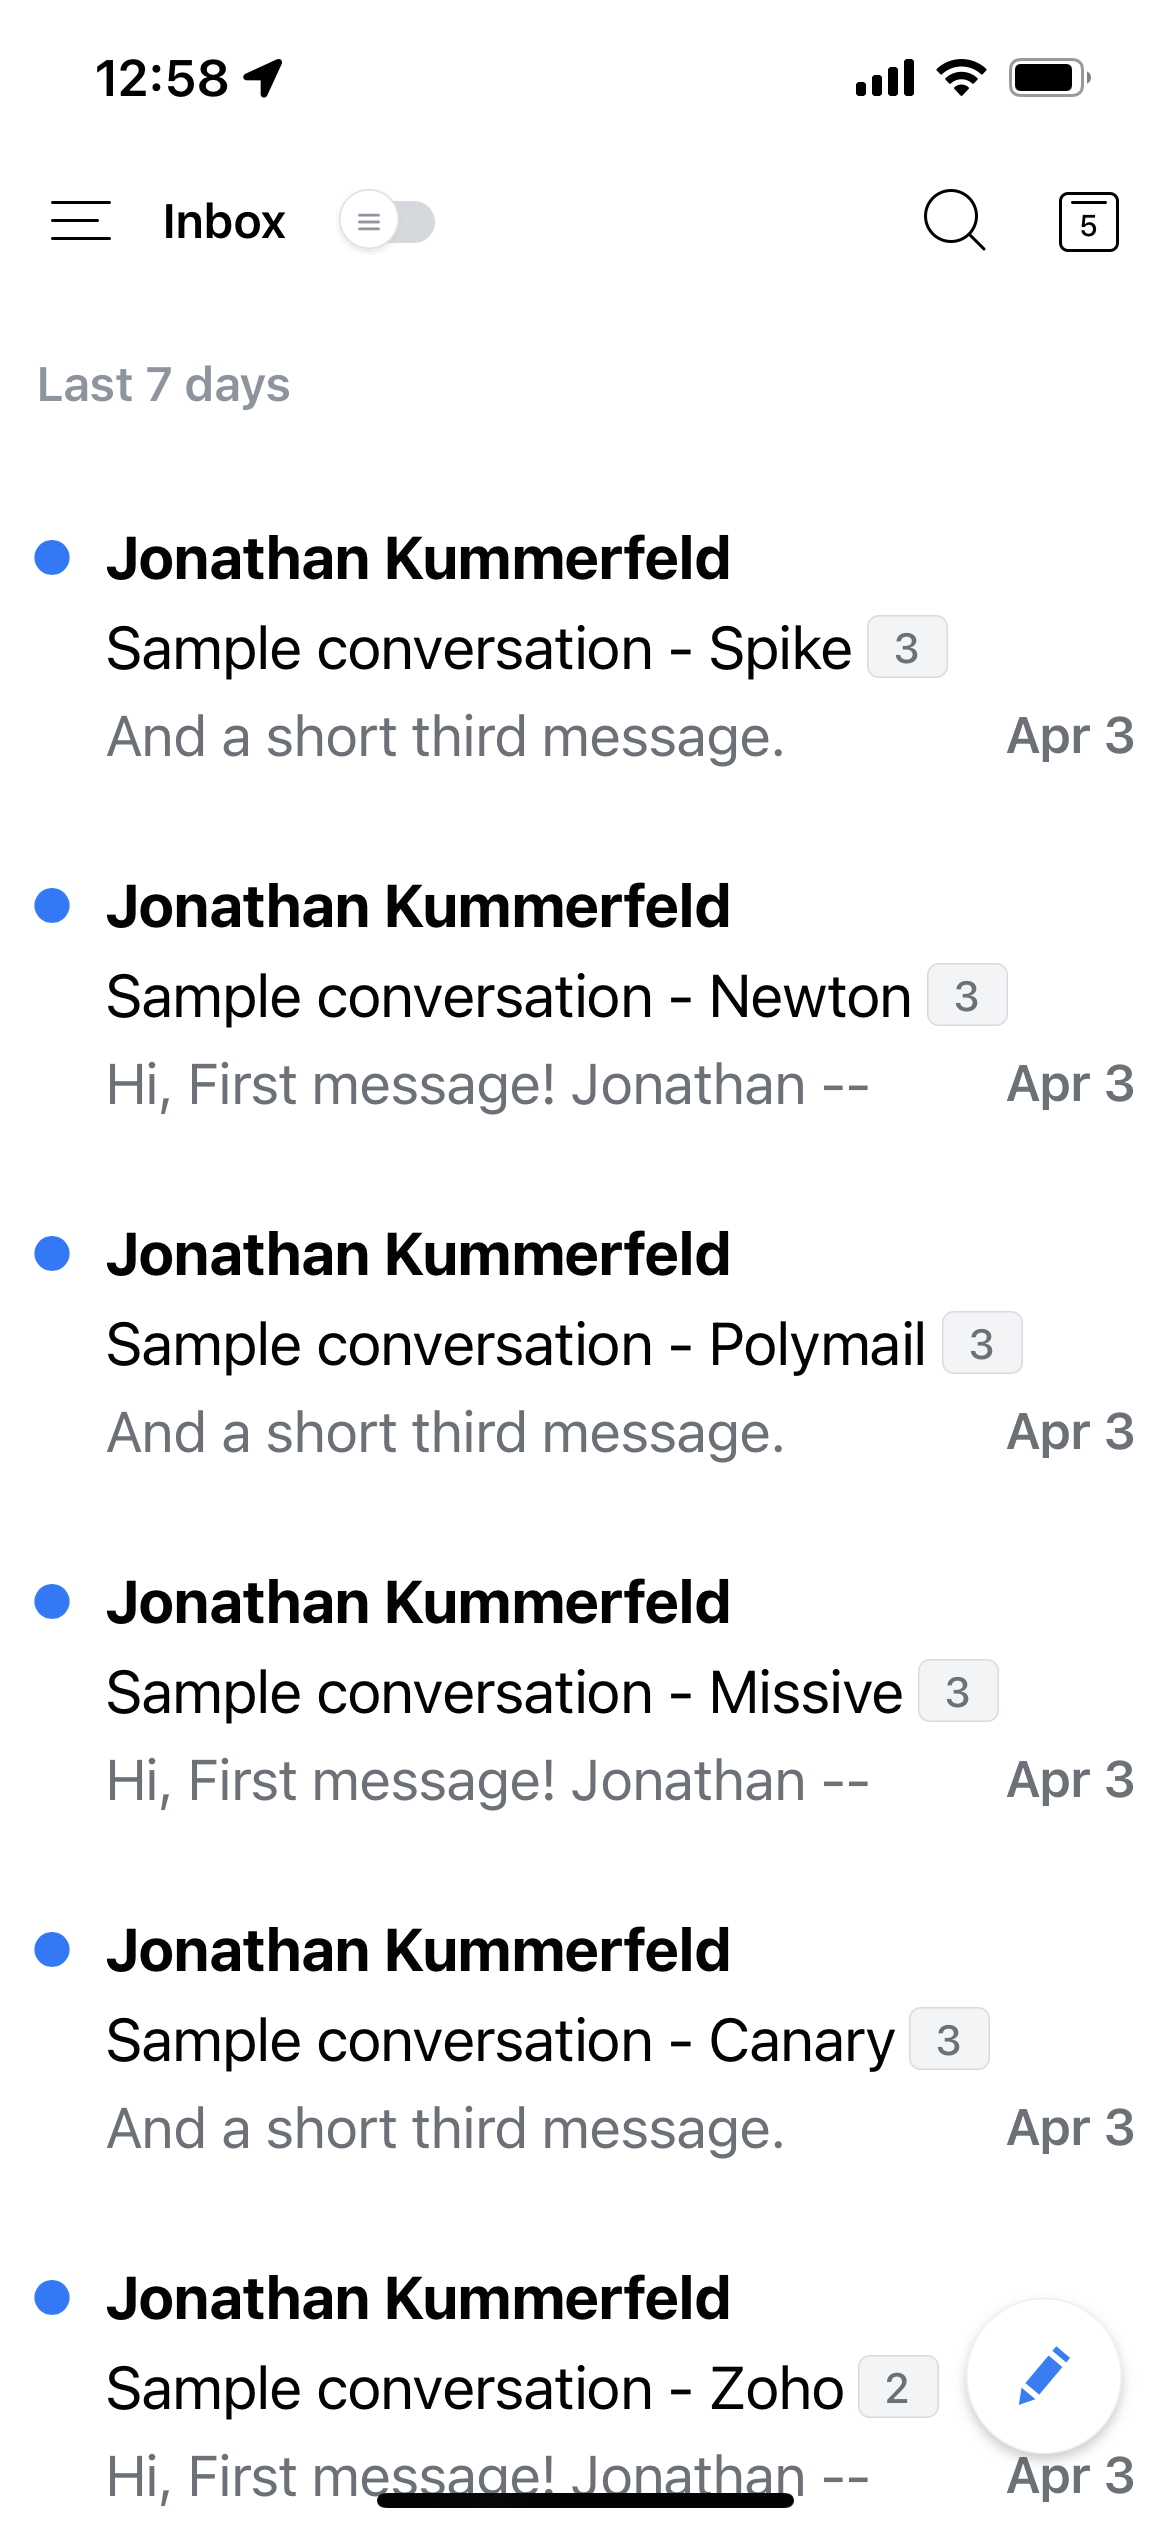 12:58
Inbox
5
Last 7 days
Jonathan Kummerfeld
Sample conversation - Spike 3
And a short third message. Apr 3
Jonathan Kummerfeld
Sample conversation - Newton 3
Hi, First message! Jonathan -- Apr 3
Jonathan Kummerfeld
Sample conversation - Polymail 3
And a short third message. Apr 3
Jonathan Kummerfeld
Sample conversation - Missive 3
Hi, First message! Jonathan -- Apr 3
Jonathan Kummerfeld
Sample conversation - Canary 3
And a short third message. Apr 3
Jonathan Kummerfeld
Sample conversation - Zoho 2
Hi, First message! Jonathan -- Apr 3